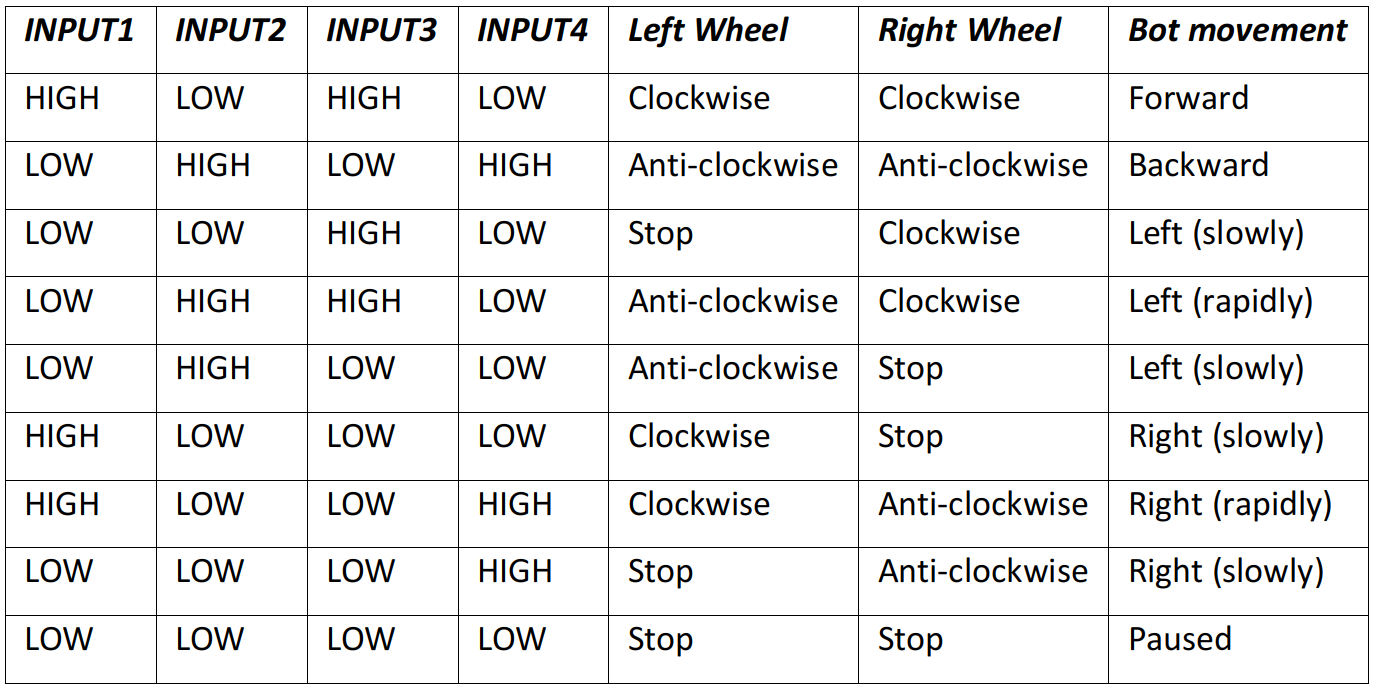 INPUT1 INPUT2 INPUT3 INPUT4 Left Wheel Right Wheel Bot movement
HIGH LOW HIGH LOW Clockwise Clockwise Forward
LOW HIGH LOW HIGH Anti-clockwise Anti-clockwise Backward
LOW LOW HIGH LOW Stop Clockwise Left (slowly)
LOW HIGH HIGH LOW Anti-clockwise Clockwise Left (rapidly)
LOW HIGH LOW LOW Anti-clockwise Stop Left (slowly)
HIGH LOW LOW LOW Clockwise Stop Right (slowly)
HIGH LOW LOW HIGH Clockwise Anti-clockwise Right (rapidly)
LOW LOW LOW HIGH Stop Anti-clockwise Right (slowly)
LOW LOW LOW LOW Stop Stop Paused